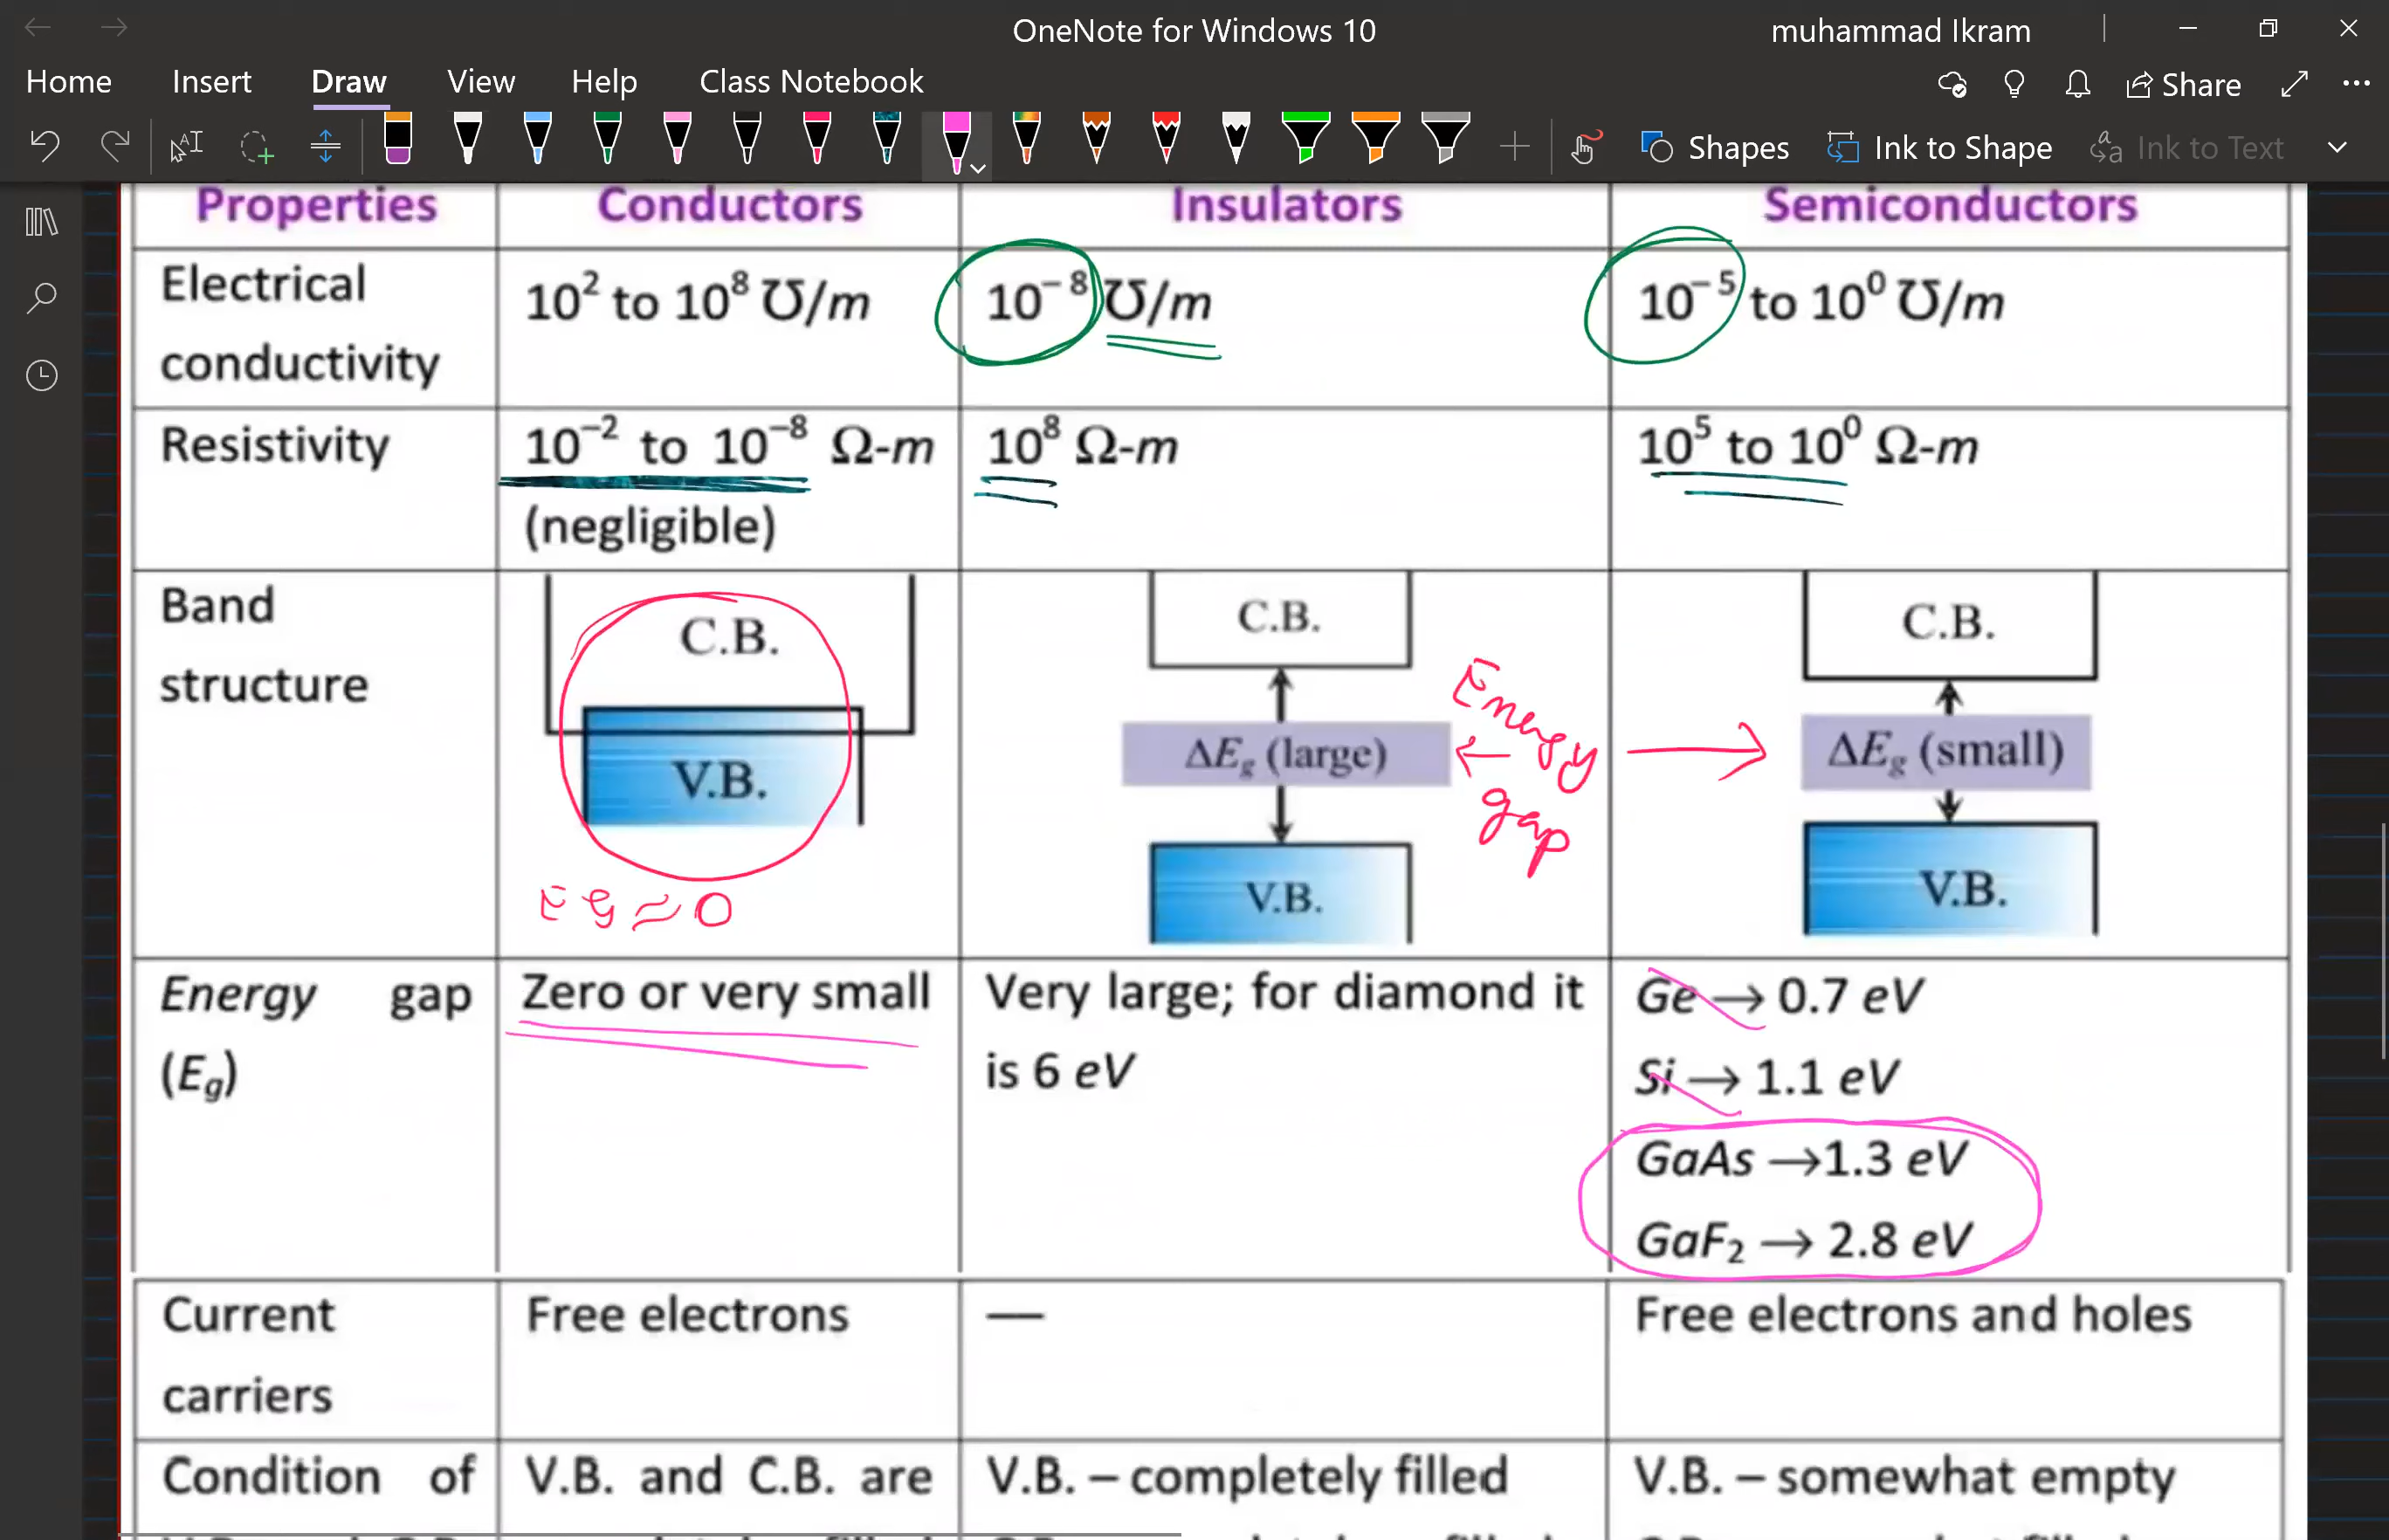 OneNote for Windows 10
muhammad Ikram
Home Insert Draw View Help Class Notebook
Share
Shapes Ink to Shape Ink to Text
Properties Conductors Insulators Semiconductors
Electrical conductivity
10² to 10⁸ ℧/m
10⁻⁸ ℧/m
10⁻⁵ to 10⁰ ℧/m
Resistivity
10⁻² to 10⁻⁸ Ω-m
(negligible)
10⁸ Ω-m
10⁵ to 10⁰ Ω-m
Band
structure
C.B.
V.B.
Eg ≈ 0
C.B.
ΔEg (large)
V.B.
Energy
gap
C.B.
ΔEg (small)
V.B.
Energy gap
(Eg)
Zero or very small
Very large; for diamond it
is 6 eV
Ge → 0.7 eV
Si → 1.1 eV
GaAs →1.3 eV
GaF₂ → 2.8 eV
Current
carriers
Free electrons
—
Free electrons and holes
Condition of
V.B. and C.B. are
V.B. – completely filled
V.B. – somewhat empty